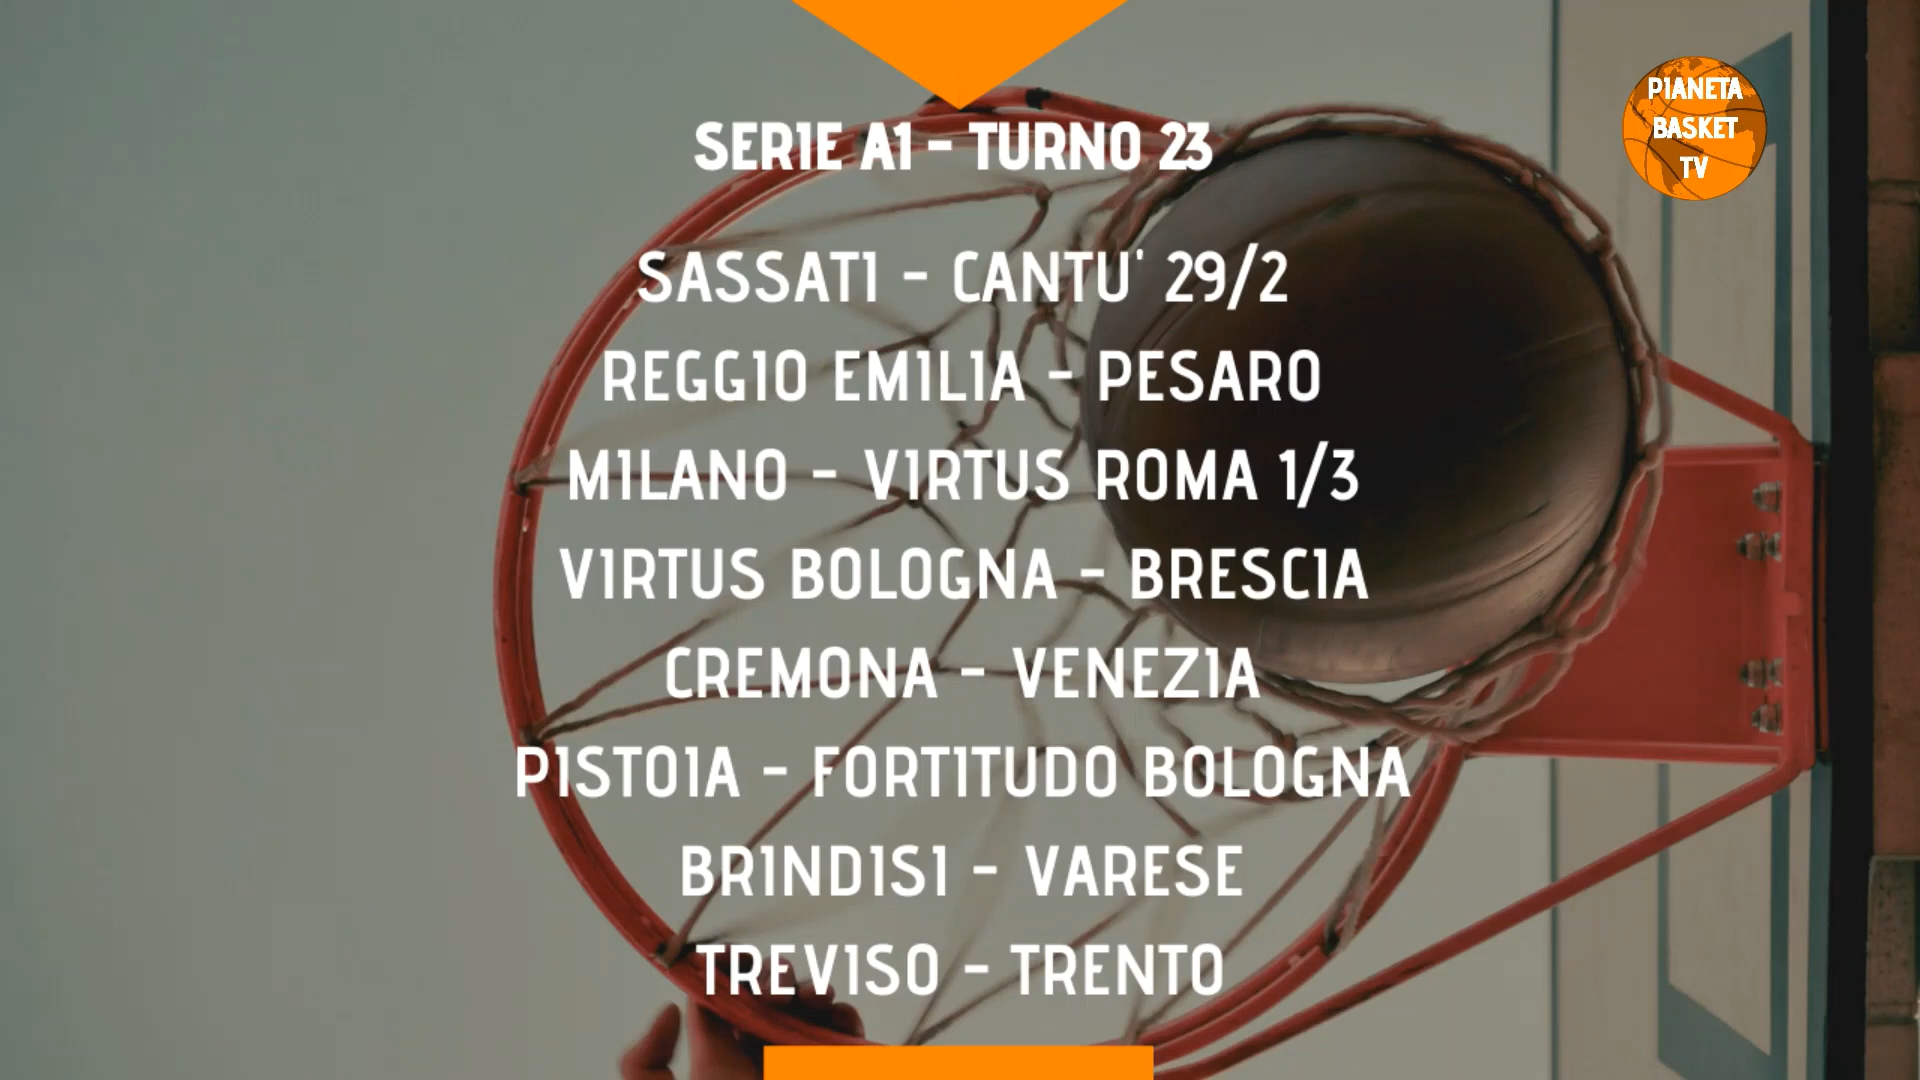 PIANETA
BASKET
TV
SERIE A1 - TURNO 23
SASSATI - CANTU' 29/2
REGGIO EMILIA - PESARO
MILANO - VIRTUS ROMA 1/3
VIRTUS BOLOGNA - BRESCIA
CREMONA - VENEZIA
PISTOIA - FORTITUDO BOLOGNA
BRINDISI - VARESE
TREVISO - TRENTO